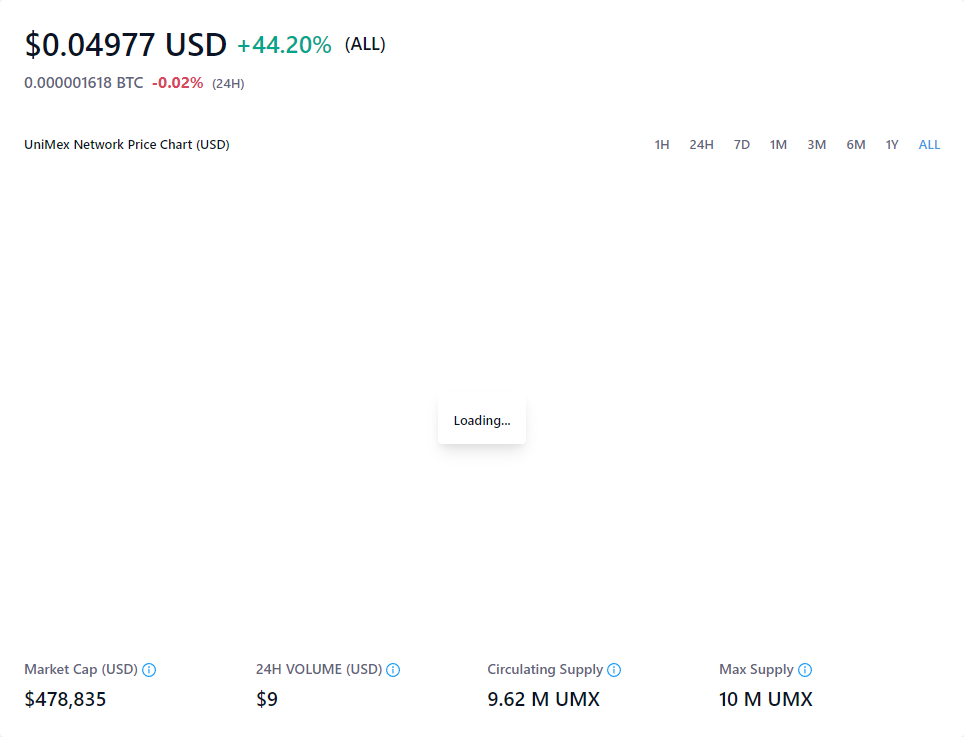 $0.04977 USD +44.20% (ALL)
0.000001618 BTC -0.02% (24H)
UniMex Network Price Chart (USD) 1H 24H 7D 1M 3M 6M 1Y ALL
Loading...
Market Cap (USD) 24H VOLUME (USD) Circulating Supply Max Supply
$478,835 $9 9.62 M UMX 10 M UMX